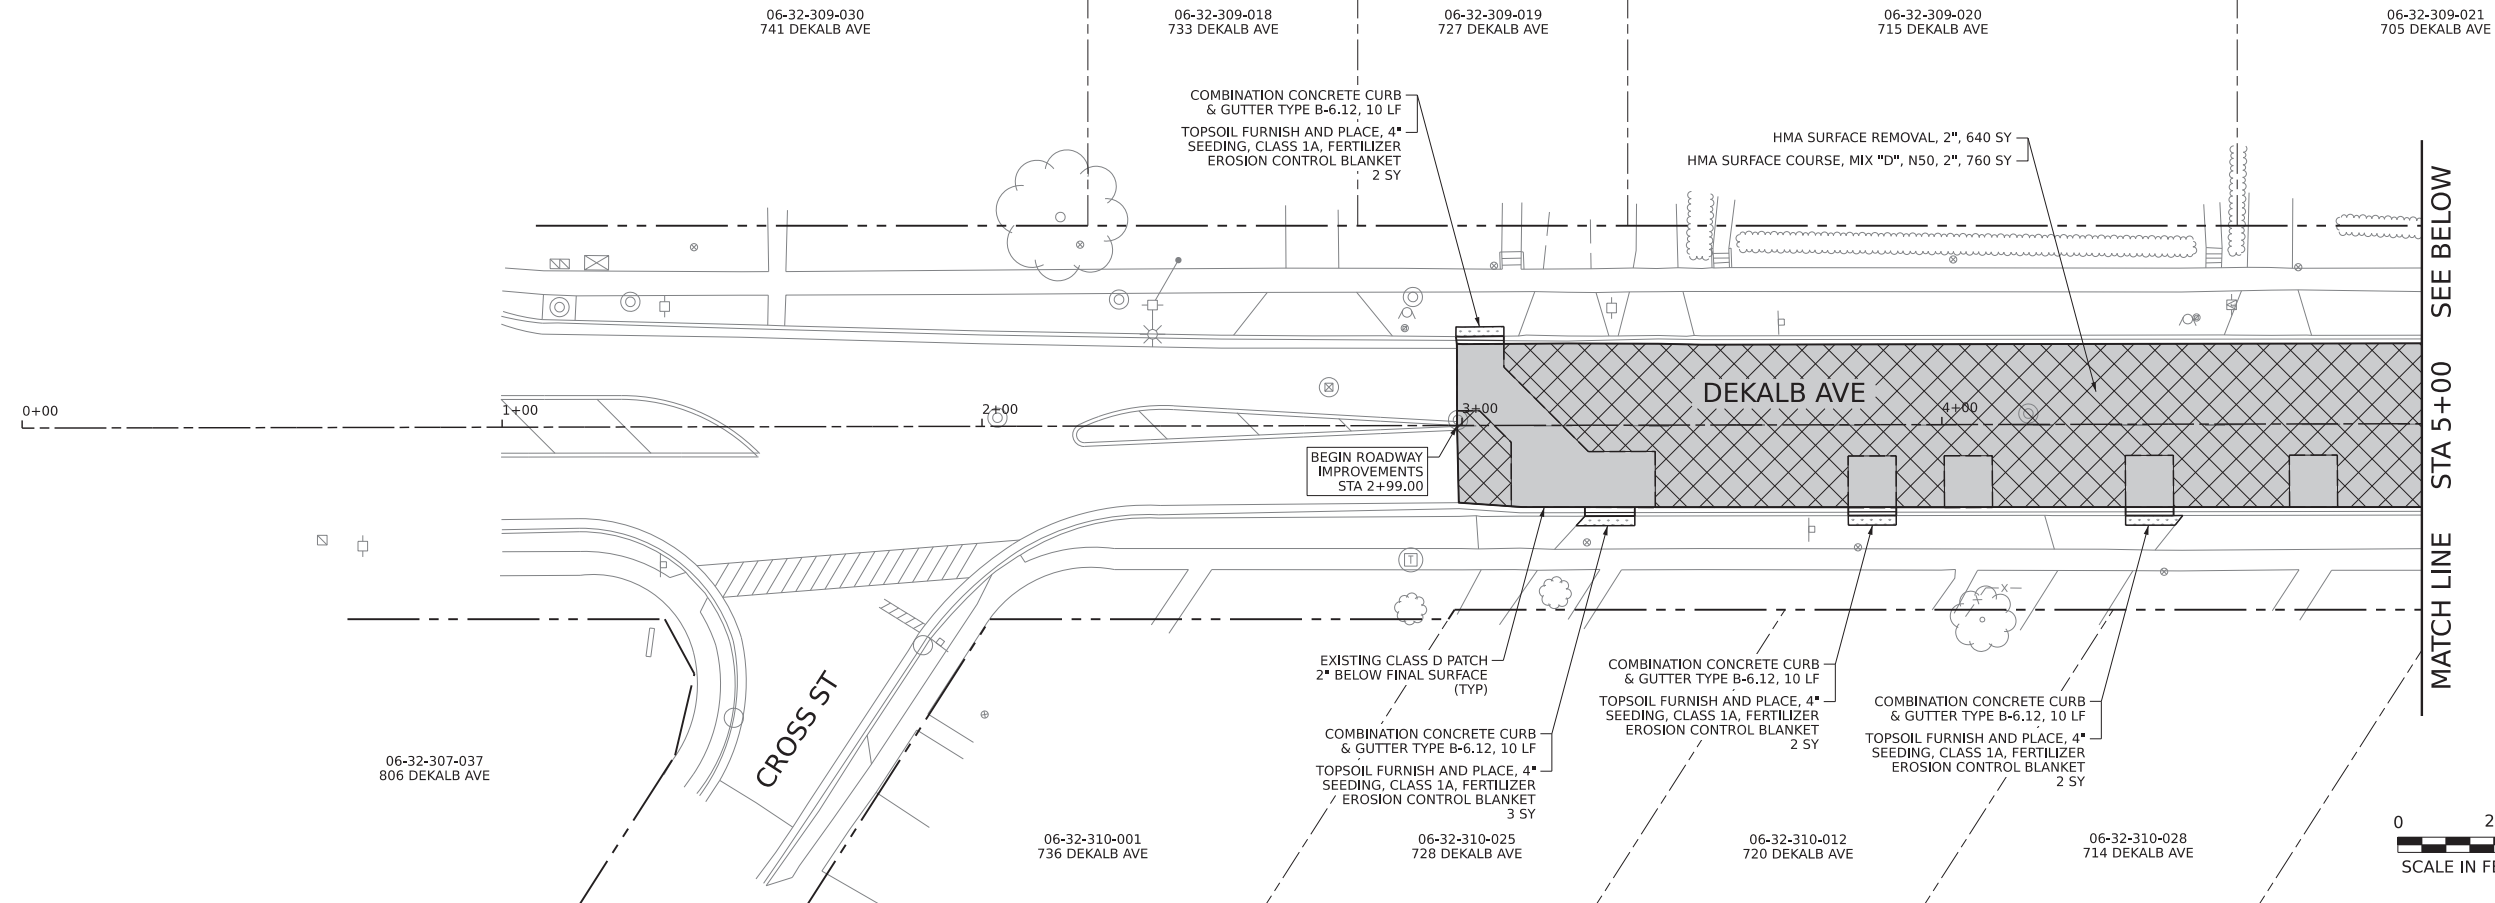 06-32-309-030
741 DEKALB AVE
06-32-309-018
733 DEKALB AVE
06-32-309-019
727 DEKALB AVE
06-32-309-020
715 DEKALB AVE
06-32-309-021
705 DEKALB AVE
COMBINATION CONCRETE CURB
& GUTTER TYPE B-6.12, 10 LF
TOPSOIL FURNISH AND PLACE, 4"
SEEDING, CLASS 1A, FERTILIZER
EROSION CONTROL BLANKET
2 SY
HMA SURFACE REMOVAL, 2", 640 SY
HMA SURFACE COURSE, MIX "D", N50, 2", 760 SY
MATCH LINE STA 5+00 SEE BELOW
DEKALB AVE
0+00
1+00
2+00
3+00
4+00
BEGIN ROADWAY
IMPROVEMENTS
STA 2+99.00
T
X
EXISTING CLASS D PATCH
2" BELOW FINAL SURFACE
(TYP)
COMBINATION CONCRETE CURB
& GUTTER TYPE B-6.12, 10 LF
TOPSOIL FURNISH AND PLACE, 4"
SEEDING, CLASS 1A, FERTILIZER
EROSION CONTROL BLANKET
3 SY
COMBINATION CONCRETE CURB
& GUTTER TYPE B-6.12, 10 LF
TOPSOIL FURNISH AND PLACE, 4"
SEEDING, CLASS 1A, FERTILIZER
EROSION CONTROL BLANKET
2 SY
COMBINATION CONCRETE CURB
& GUTTER TYPE B-6.12, 10 LF
TOPSOIL FURNISH AND PLACE, 4"
SEEDING, CLASS 1A, FERTILIZER
EROSION CONTROL BLANKET
2 SY
CROSS ST
06-32-307-037
806 DEKALB AVE
06-32-310-001
736 DEKALB AVE
06-32-310-025
728 DEKALB AVE
06-32-310-012
720 DEKALB AVE
06-32-310-028
714 DEKALB AVE
0 2
SCALE IN